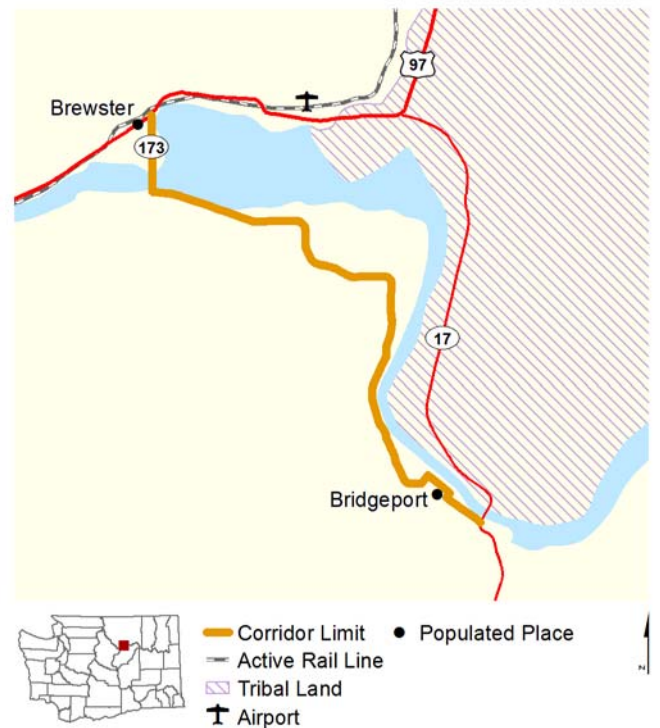 97
Brewster
173
17
Bridgeport
Corridor Limit
Populated Place
Active Rail Line
Tribal Land
Airport
N